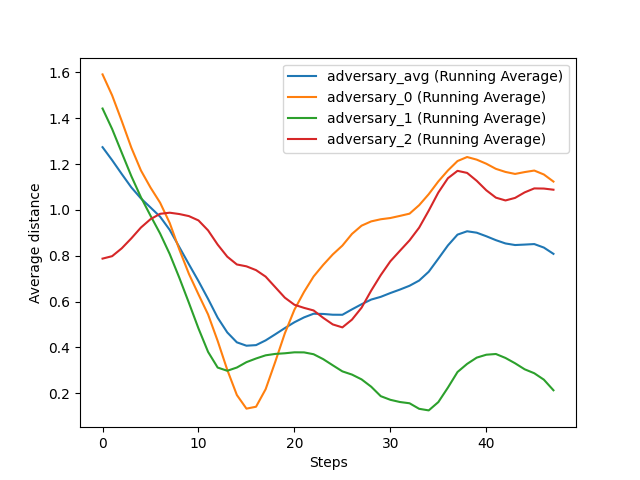 adversary_avg (Running Average)
adversary_0 (Running Average)
adversary_1 (Running Average)
adversary_2 (Running Average)
Average distance
1.6
1.4
1.2
1.0
0.8
0.6
0.4
0.2
0
10
20
30
40
Steps